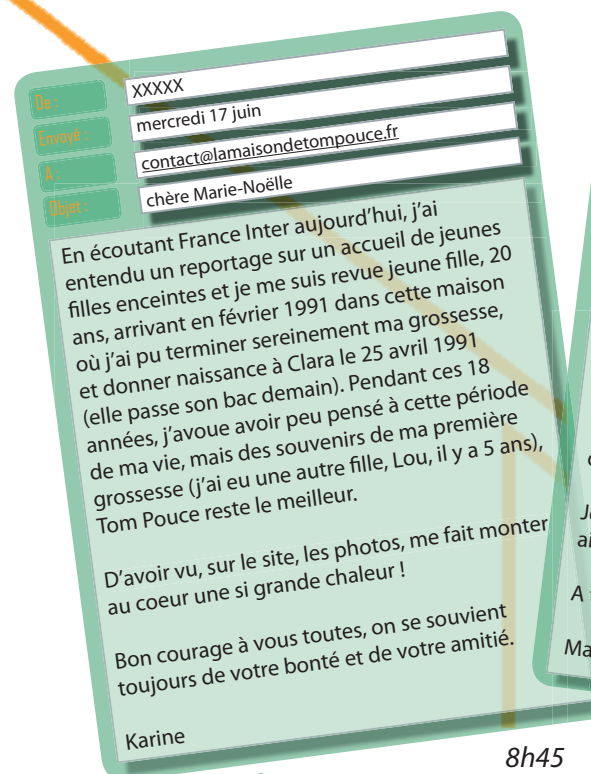 De :
XXXXX
Envoyé :
mercredi 17 juin
A :
contact@lamaisondetompouce.fr
Objet :
chère Marie-Noëlle
En écoutant France Inter aujourd'hui, j'ai
entendu un reportage sur un accueil de jeunes
filles enceintes et je me suis revue jeune fille, 20
ans, arrivant en février 1991 dans cette maison
où j'ai pu terminer sereinement ma grossesse,
et donner naissance à Clara le 25 avril 1991
(elle passe son bac demain). Pendant ces 18
années, j'avoue avoir peu pensé à cette période
de ma vie, mais des souvenirs de ma première
grossesse (j'ai eu une autre fille, Lou, il y a 5 ans),
Tom Pouce reste le meilleur.
D'avoir vu, sur le site, les photos, me fait monter
au coeur une si grande chaleur !
Bon courage à vous toutes, on se souvient
toujours de votre bonté et de votre amitié.
Karine
8h45